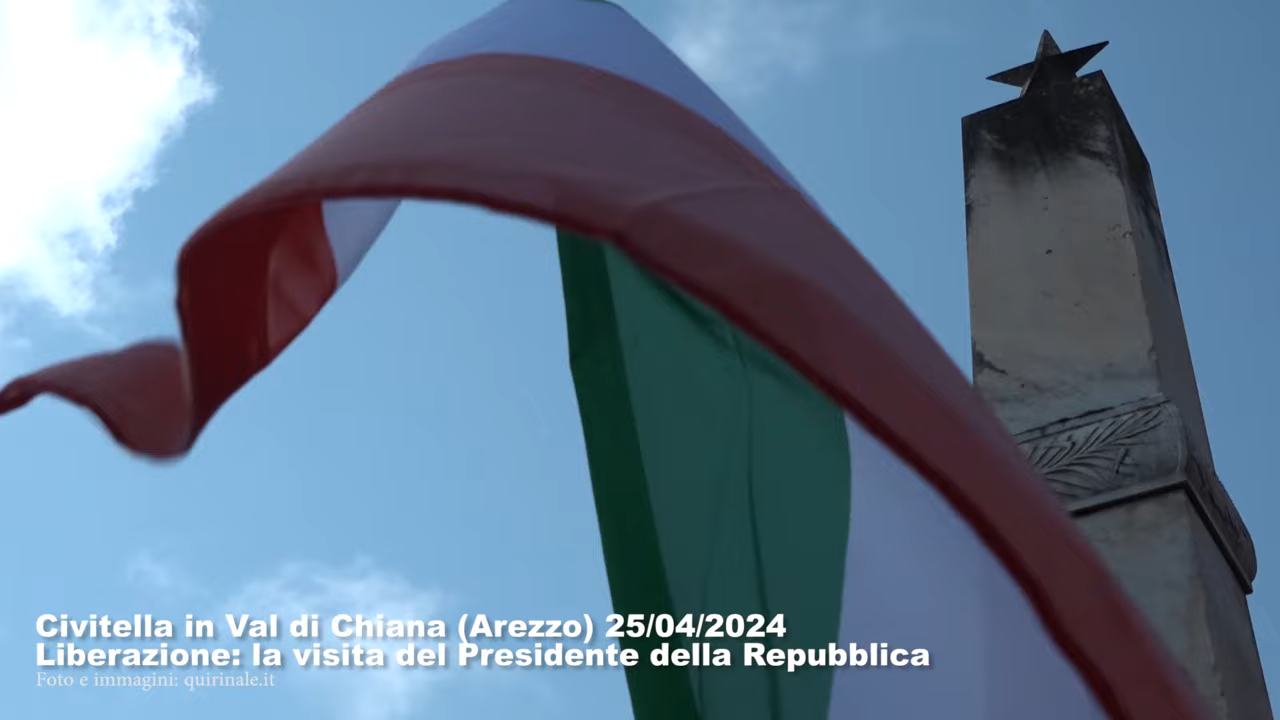 Civitella in Val di Chiana (Arezzo) 25/04/2024
Liberazione: la visita del Presidente della Repubblica
Foto e immagini: quirinale.it